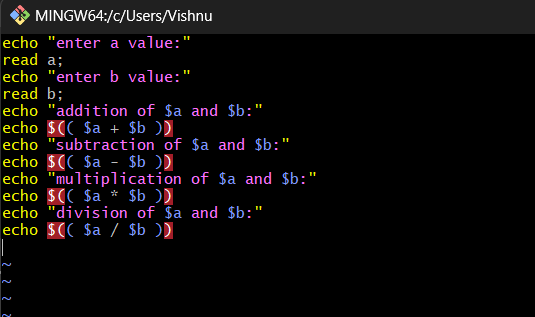 MINGW64:/c/Users/Vishnu
echo "enter a value:"
read a;
echo "enter b value:"
read b;
echo "addition of $a and $b:"
echo $(( $a + $b ))
echo "subtraction of $a and $b:"
echo $(( $a - $b ))
echo "multiplication of $a and $b:"
echo $(( $a * $b ))
echo "division of $a and $b:"
echo $(( $a / $b ))
~
~
~
~